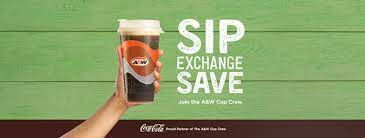 SIP
EXCHANGE
SAVE
Join the A&W Cup Crew.
A&W
Coca-Cola Proud Partner of The A&W Cup Crew